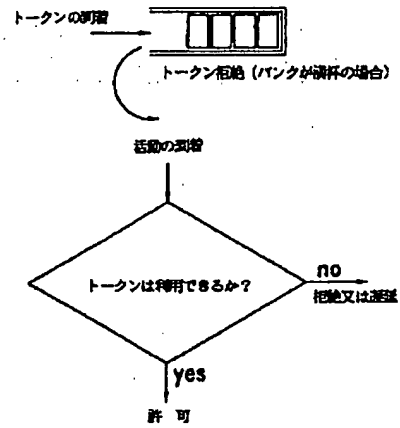 トークンの到着
トークン拒絶(バンクが満杯の場合)
活動の到着
トークンは利用できるか?
no
拒絶又は遅延
yes
許可